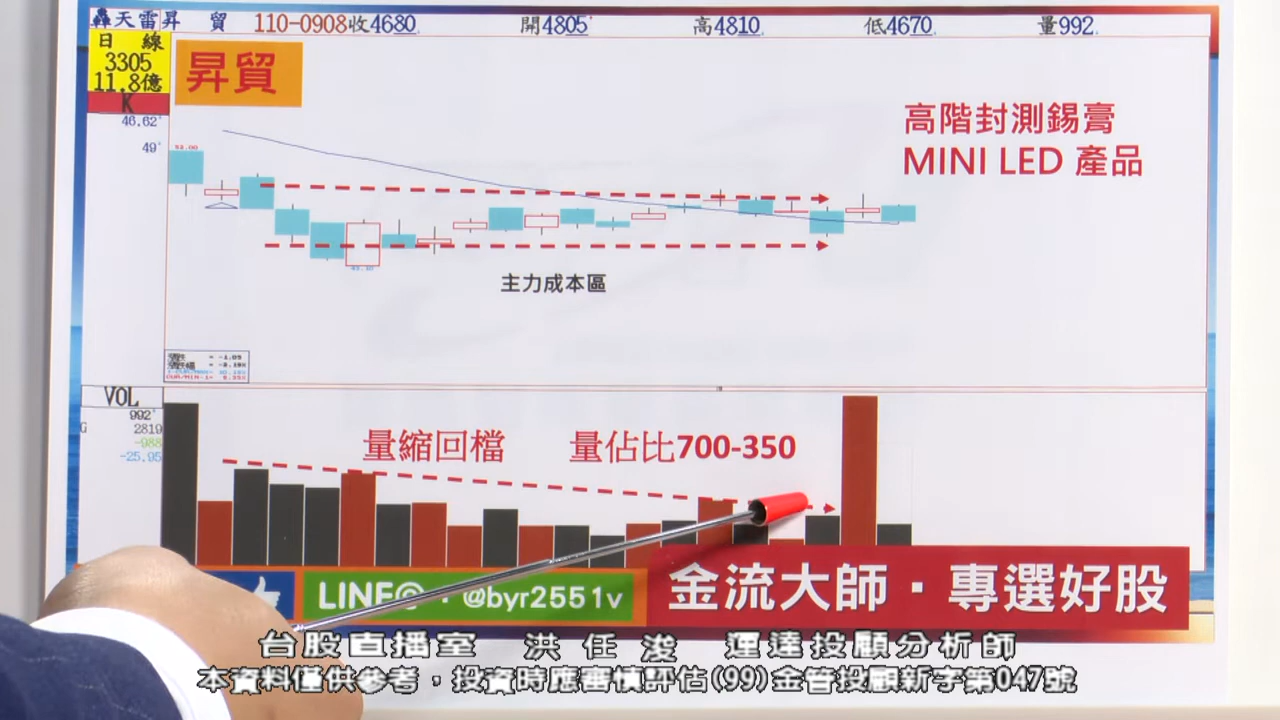 轟天雷昇 貿 110-0908收4680 開4805 高4810 低4670 量992
日 線
3305
11.8億
K
昇貿
46.62
49
高階封測錫膏
MINI LED 產品
主力成本區
VOL
992
G 2819
-988
-25.95
量縮回檔 量佔比700-350
LINE@ : @byr2551v
金流大師・專選好股
台股直播室 洪任浚 運達投顧分析師
本資料僅供參考，投資時應審慎評估(99)金管投顧新字第047號